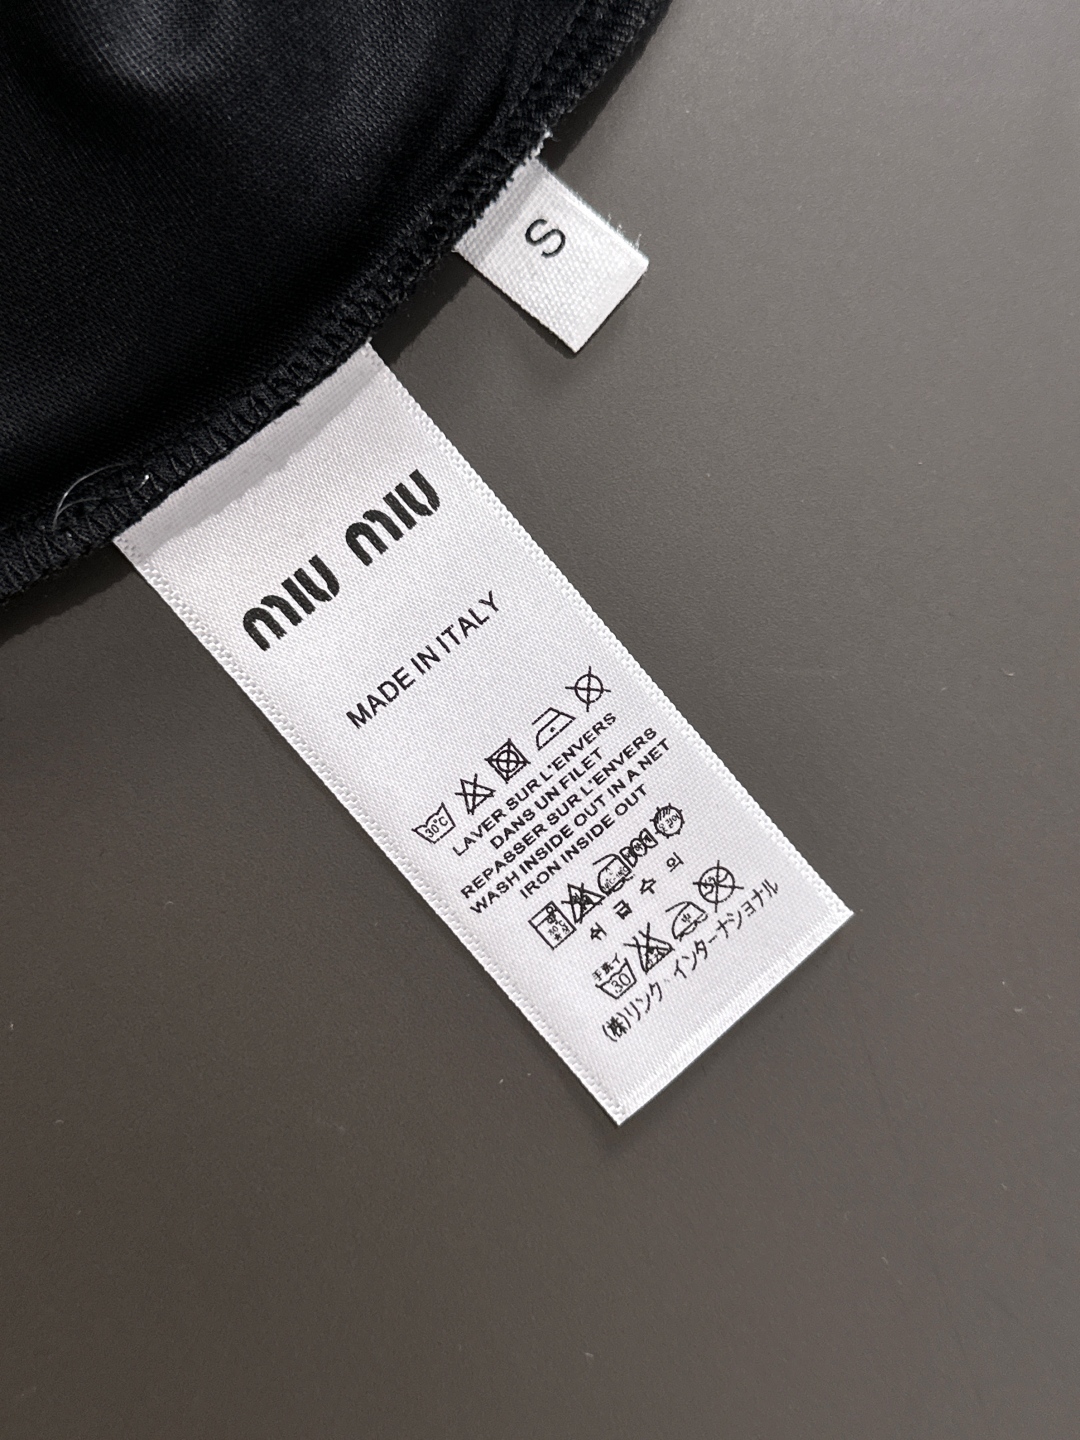 S
MIU MIU
MADE IN ITALY
30°C
LAVER SUR L'ENVERS
DANS UN FILET
REPASSER SUR L'ENVERS
WASH INSIDE OUT IN A NET
IRON INSIDE OUT
취 급 수 의
30
(株)リンク、インターナショナル